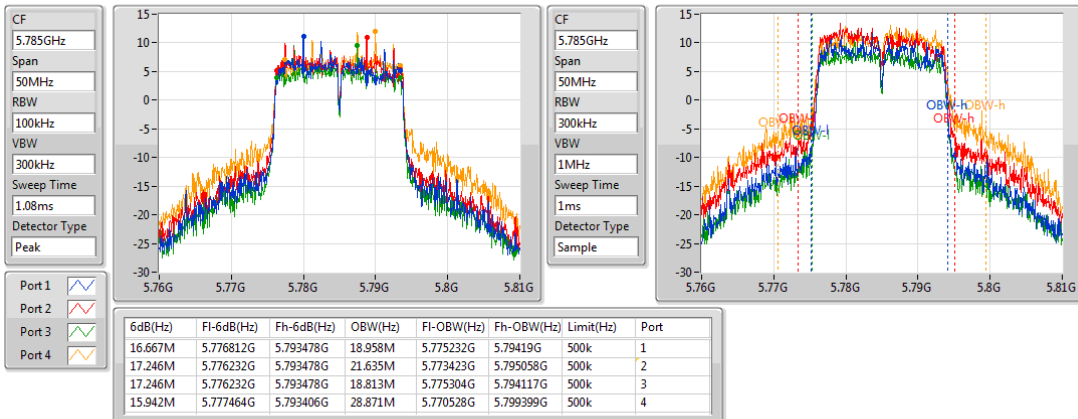 CF
5.785GHz
Span
50MHz
RBW
100kHz
VBW
300kHz
Sweep Time
1.08ms
Detector Type
Peak
Port 1
Port 2
Port 3
Port 4
15-
10-
5-
0-
-5-
-10-
-15-
-20-
-25-
-30-
5.76G 5.77G 5.78G 5.79G 5.8G 5.81G
CF
5.785GHz
Span
50MHz
RBW
300kHz
VBW
1MHz
Sweep Time
1ms
Detector Type
Sample
15-
10-
5-
0-
-5-
-10-
-15-
-20-
-25-
-30-
OBW-h OBW-h
OBW-h
5.76G 5.77G 5.78G 5.79G 5.8G 5.81G
6dB(Hz) Fl-6dB(Hz) Fh-6dB(Hz) OBW(Hz) Fl-OBW(Hz) Fh-OBW(Hz) Limit(Hz) Port
16.667M 5.776812G 5.793478G 18.958M 5.775232G 5.79419G 500k 1
17.246M 5.776232G 5.793478G 21.635M 5.773423G 5.795058G 500k 2
17.246M 5.776232G 5.793478G 18.813M 5.775304G 5.794117G 500k 3
15.942M 5.777464G 5.793406G 28.871M 5.770528G 5.799399G 500k 4